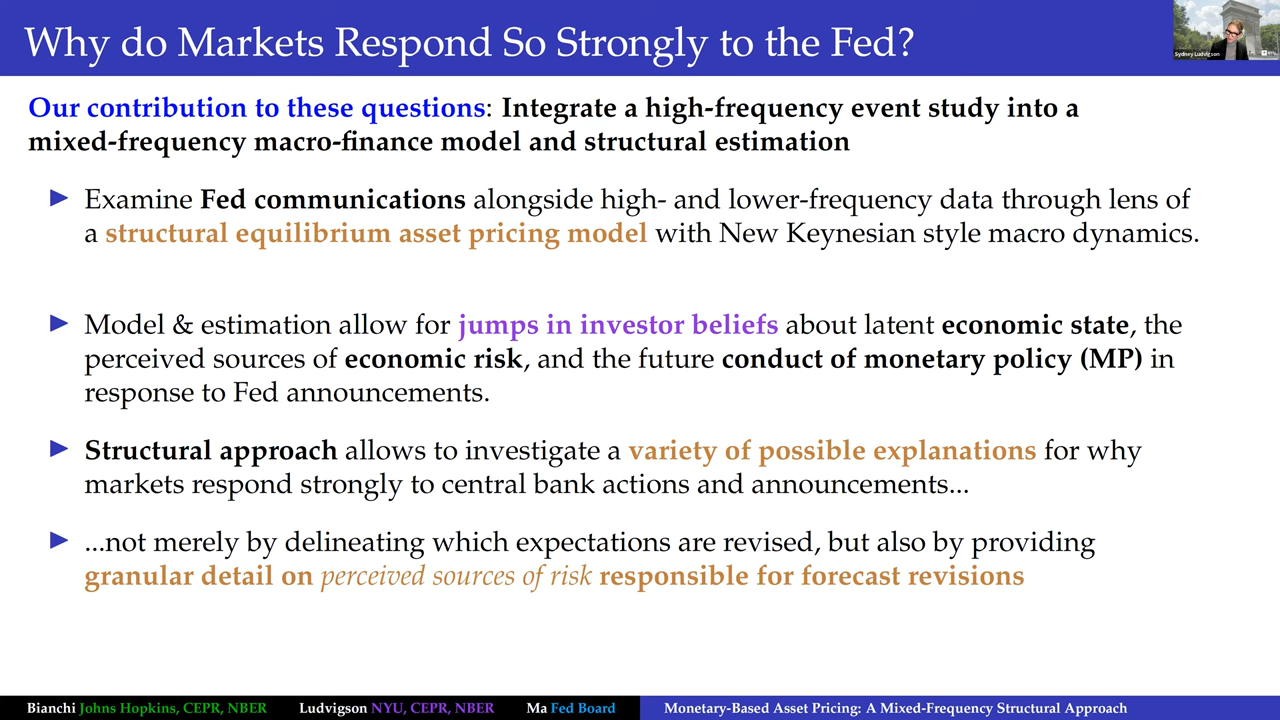 Why do Markets Respond So Strongly to the Fed?
Sydney Ludvigson
Our contribution to these questions: Integrate a high-frequency event study into a
mixed-frequency macro-finance model and structural estimation
Examine Fed communications alongside high- and lower-frequency data through lens of
a structural equilibrium asset pricing model with New Keynesian style macro dynamics.
Model & estimation allow for jumps in investor beliefs about latent economic state, the
perceived sources of economic risk, and the future conduct of monetary policy (MP) in
response to Fed announcements.
Structural approach allows to investigate a variety of possible explanations for why
markets respond strongly to central bank actions and announcements...
...not merely by delineating which expectations are revised, but also by providing
granular detail on perceived sources of risk responsible for forecast revisions
Bianchi Johns Hopkins, CEPR, NBER Ludvigson NYU, CEPR, NBER Ma Fed Board Monetary-Based Asset Pricing: A Mixed-Frequency Structural Approach